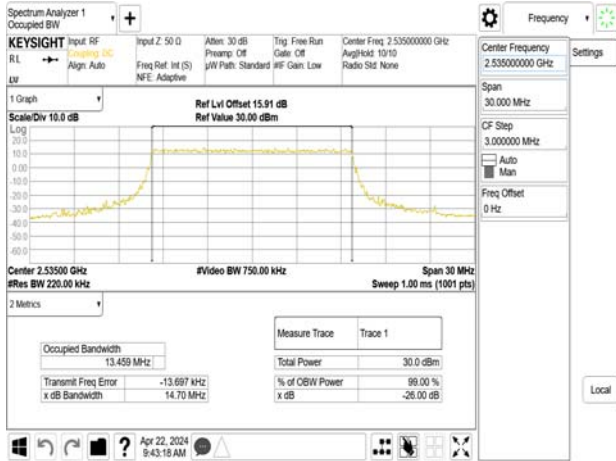 Spectrum Analyzer 1
Occupied BW
+
Frequency
KEYSIGHT
RL
Input: RF
Coupling: DC
Align: Auto
Input Z: 50 Ω
Freq Ref: Int (S)
NFE: Adaptive
Atten: 30 dB
Preamp: Off
µW Path: Standard
Trig: Free Run
Gate: Off
#IF Gain: Low
Center Freq: 2.535000000 GHz
Avg|Hold: 10/10
Radio Std: None
Center Frequency
2.535000000 GHz
Settings
Span
30.000 MHz
CF Step
3.000000 MHz
Auto
Man
Freq Offset
0 Hz
Local
1 Graph
Scale/Div 10.0 dB
Ref Lvl Offset 15.91 dB
Ref Value 30.00 dBm
Log
20.0
10.0
0.00
-10.0
-20.0
-30.0
-40.0
-50.0
-60.0
Center 2.53500 GHz
#Video BW 750.00 kHz
Span 30 MHz
#Res BW 220.00 kHz
Sweep 1.00 ms (1001 pts)
2 Metrics
Measure Trace Trace 1
Occupied Bandwidth
13.459 MHz
Total Power 30.0 dBm
Transmit Freq Error -13.697 kHz
% of OBW Power 99.00 %
x dB Bandwidth 14.70 MHz
x dB -26.00 dB
?
Apr 22, 2024
9:43:18 AM